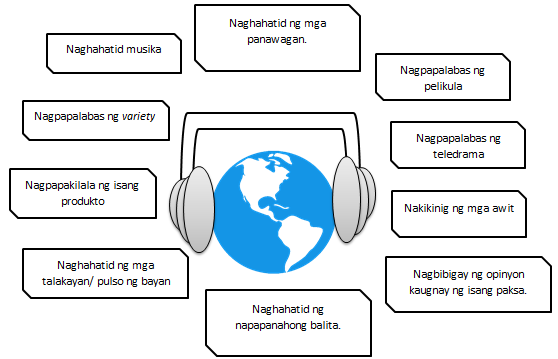 Naghahatid ng mga
panawagan.
Naghahatid musika
Nagpapalabas ng
pelikula
Nagpapalabas ng variety
Nagpapalabas ng
teledrama
Nagpapakilala ng isang
produkto
Nakikinig ng mga awit
Naghahatid ng mga
talakayan/ pulso ng bayan
Nagbibigay ng opinyon
kaugnay ng isang paksa.
Naghahatid ng
napapanahong balita.